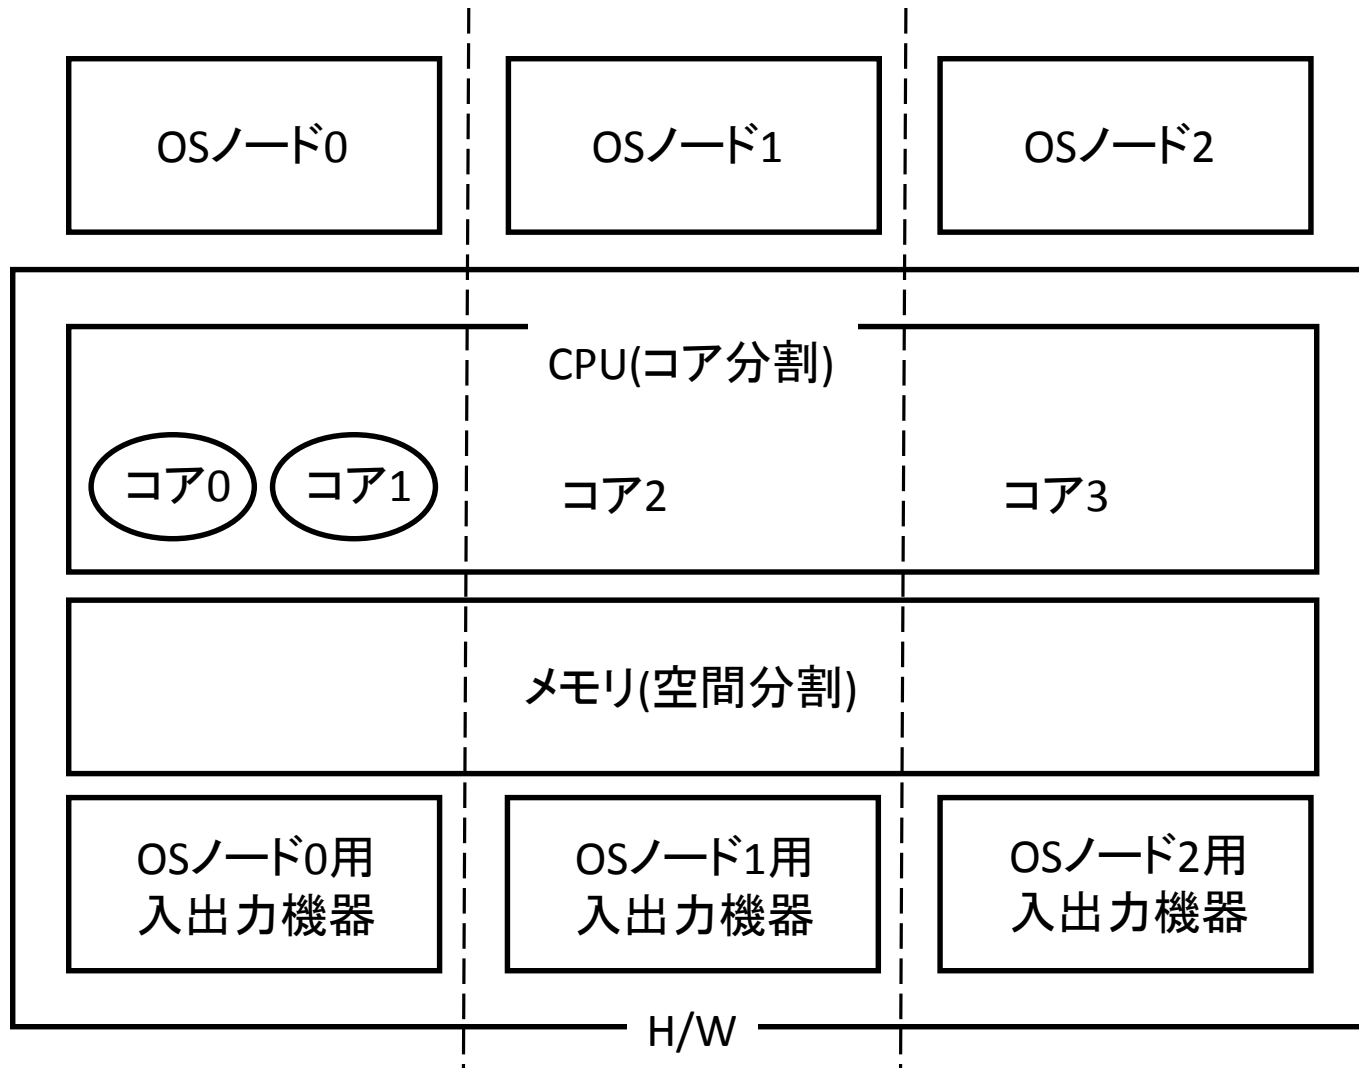 OSノード0
OSノード1
OSノード2
CPU(コア分割)
コア0
コア1
コア2
コア3
メモリ(空間分割)
OSノード0用
入出力機器
OSノード1用
入出力機器
OSノード2用
入出力機器
H/W